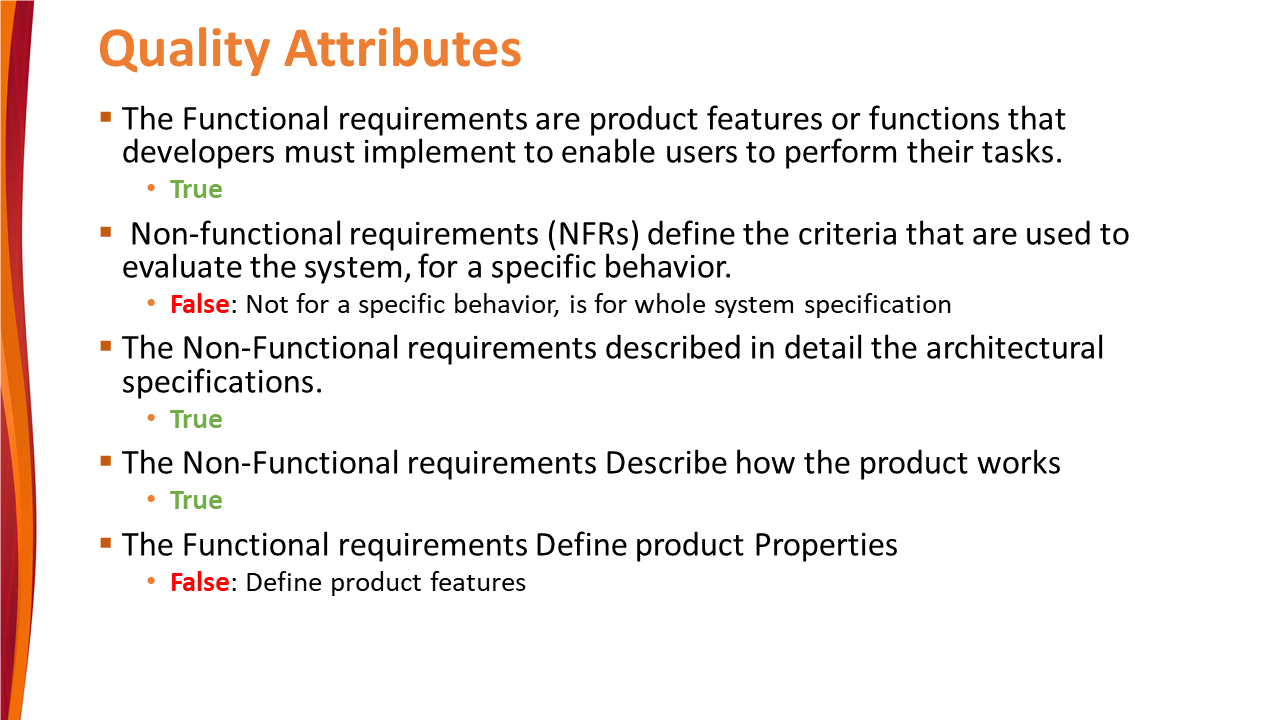 Quality Attributes
▪ The Functional requirements are product features or functions that
developers must implement to enable users to perform their tasks.
• True
▪ Non-functional requirements (NFRs) define the criteria that are used to
evaluate the system, for a specific behavior.
• False: Not for a specific behavior, is for whole system specification
▪ The Non-Functional requirements described in detail the architectural
specifications.
• True
▪ The Non-Functional requirements Describe how the product works
• True
▪ The Functional requirements Define product Properties
• False: Define product features